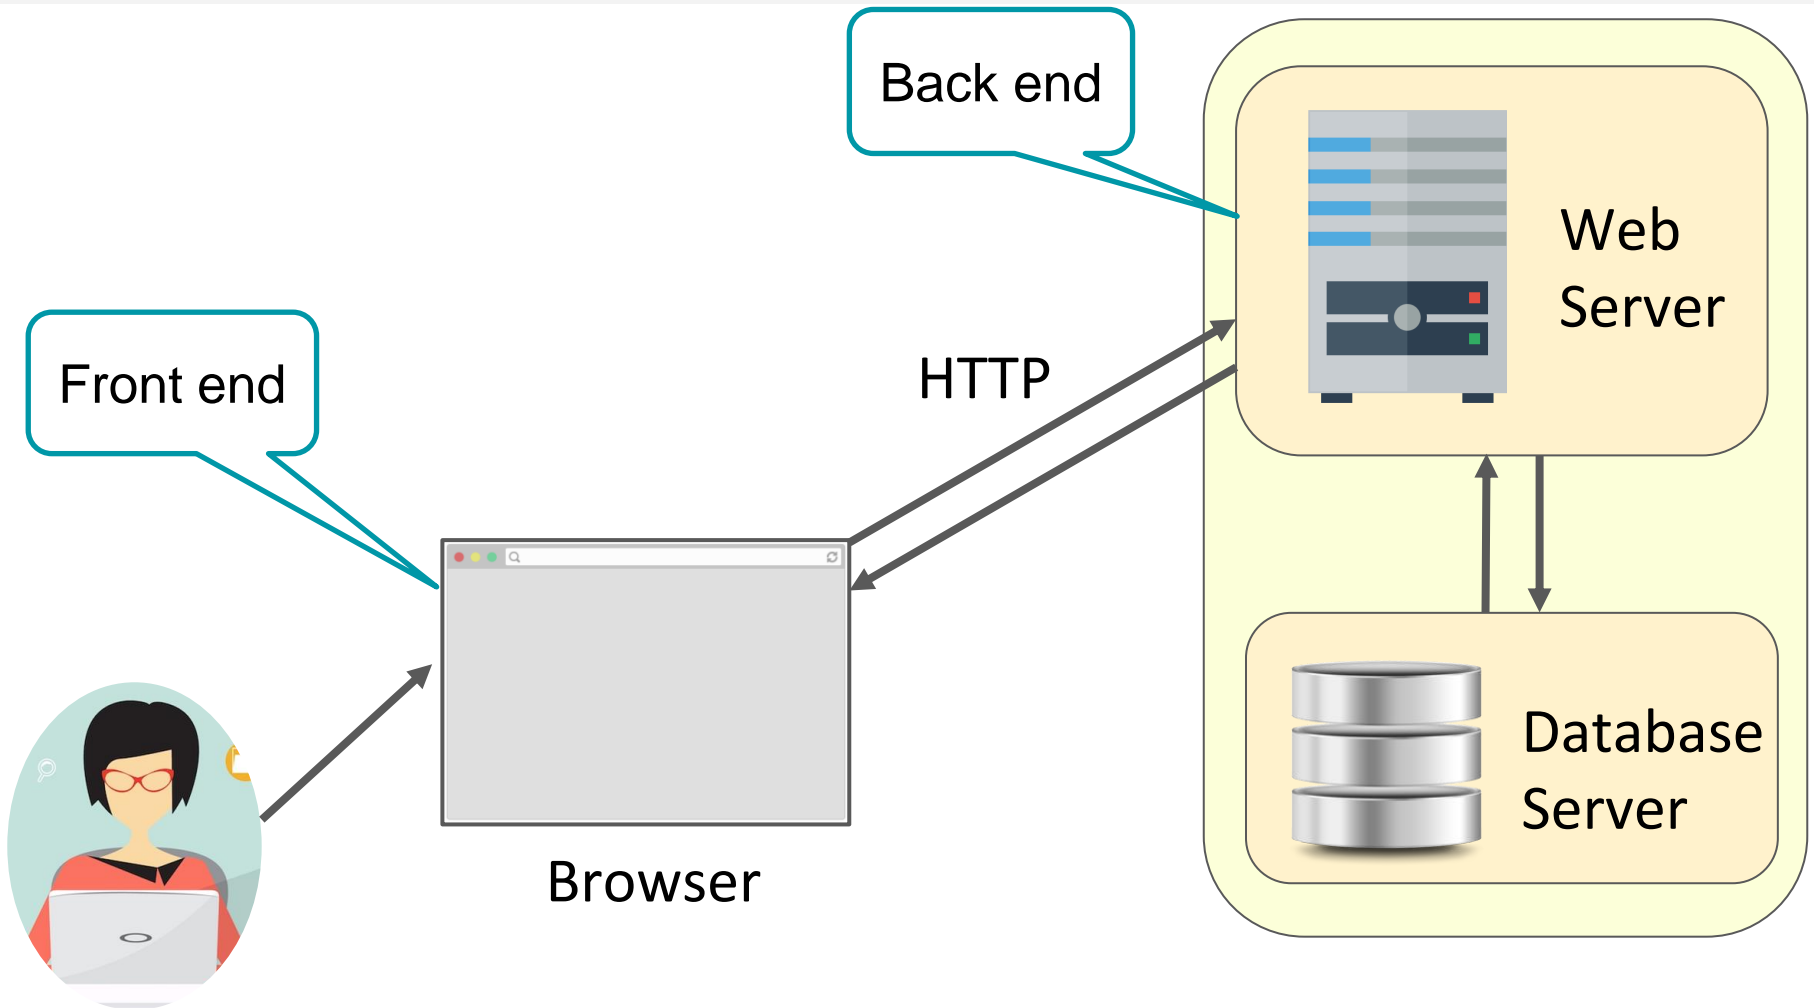 Back end
Web
Server
HTTP
Front end
Database
Server
Browser